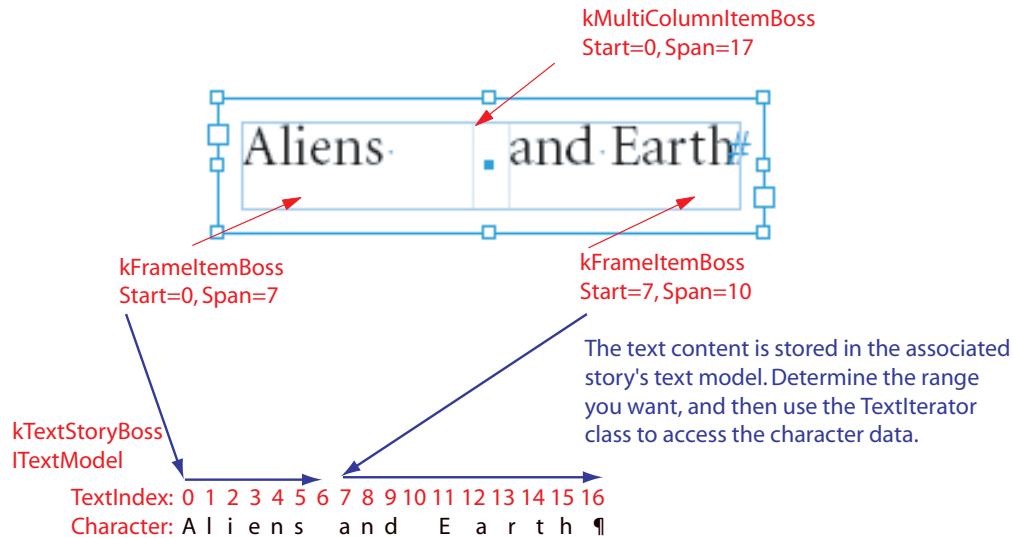 kMultiColumnItemBoss
Start=0, Span=17
Aliens and Earth#
kFrameItemBoss
Start=0, Span=7
kFrameItemBoss
Start=7, Span=10
The text content is stored in the associated
story's text model. Determine the range
you want, and then use the TextIterator
class to access the character data.
kTextStoryBoss
ITextModel
TextIndex: 0 1 2 3 4 5 6 7 8 9 10 11 12 13 14 15 16
Character: A l i e n s a n d E a r t h ¶